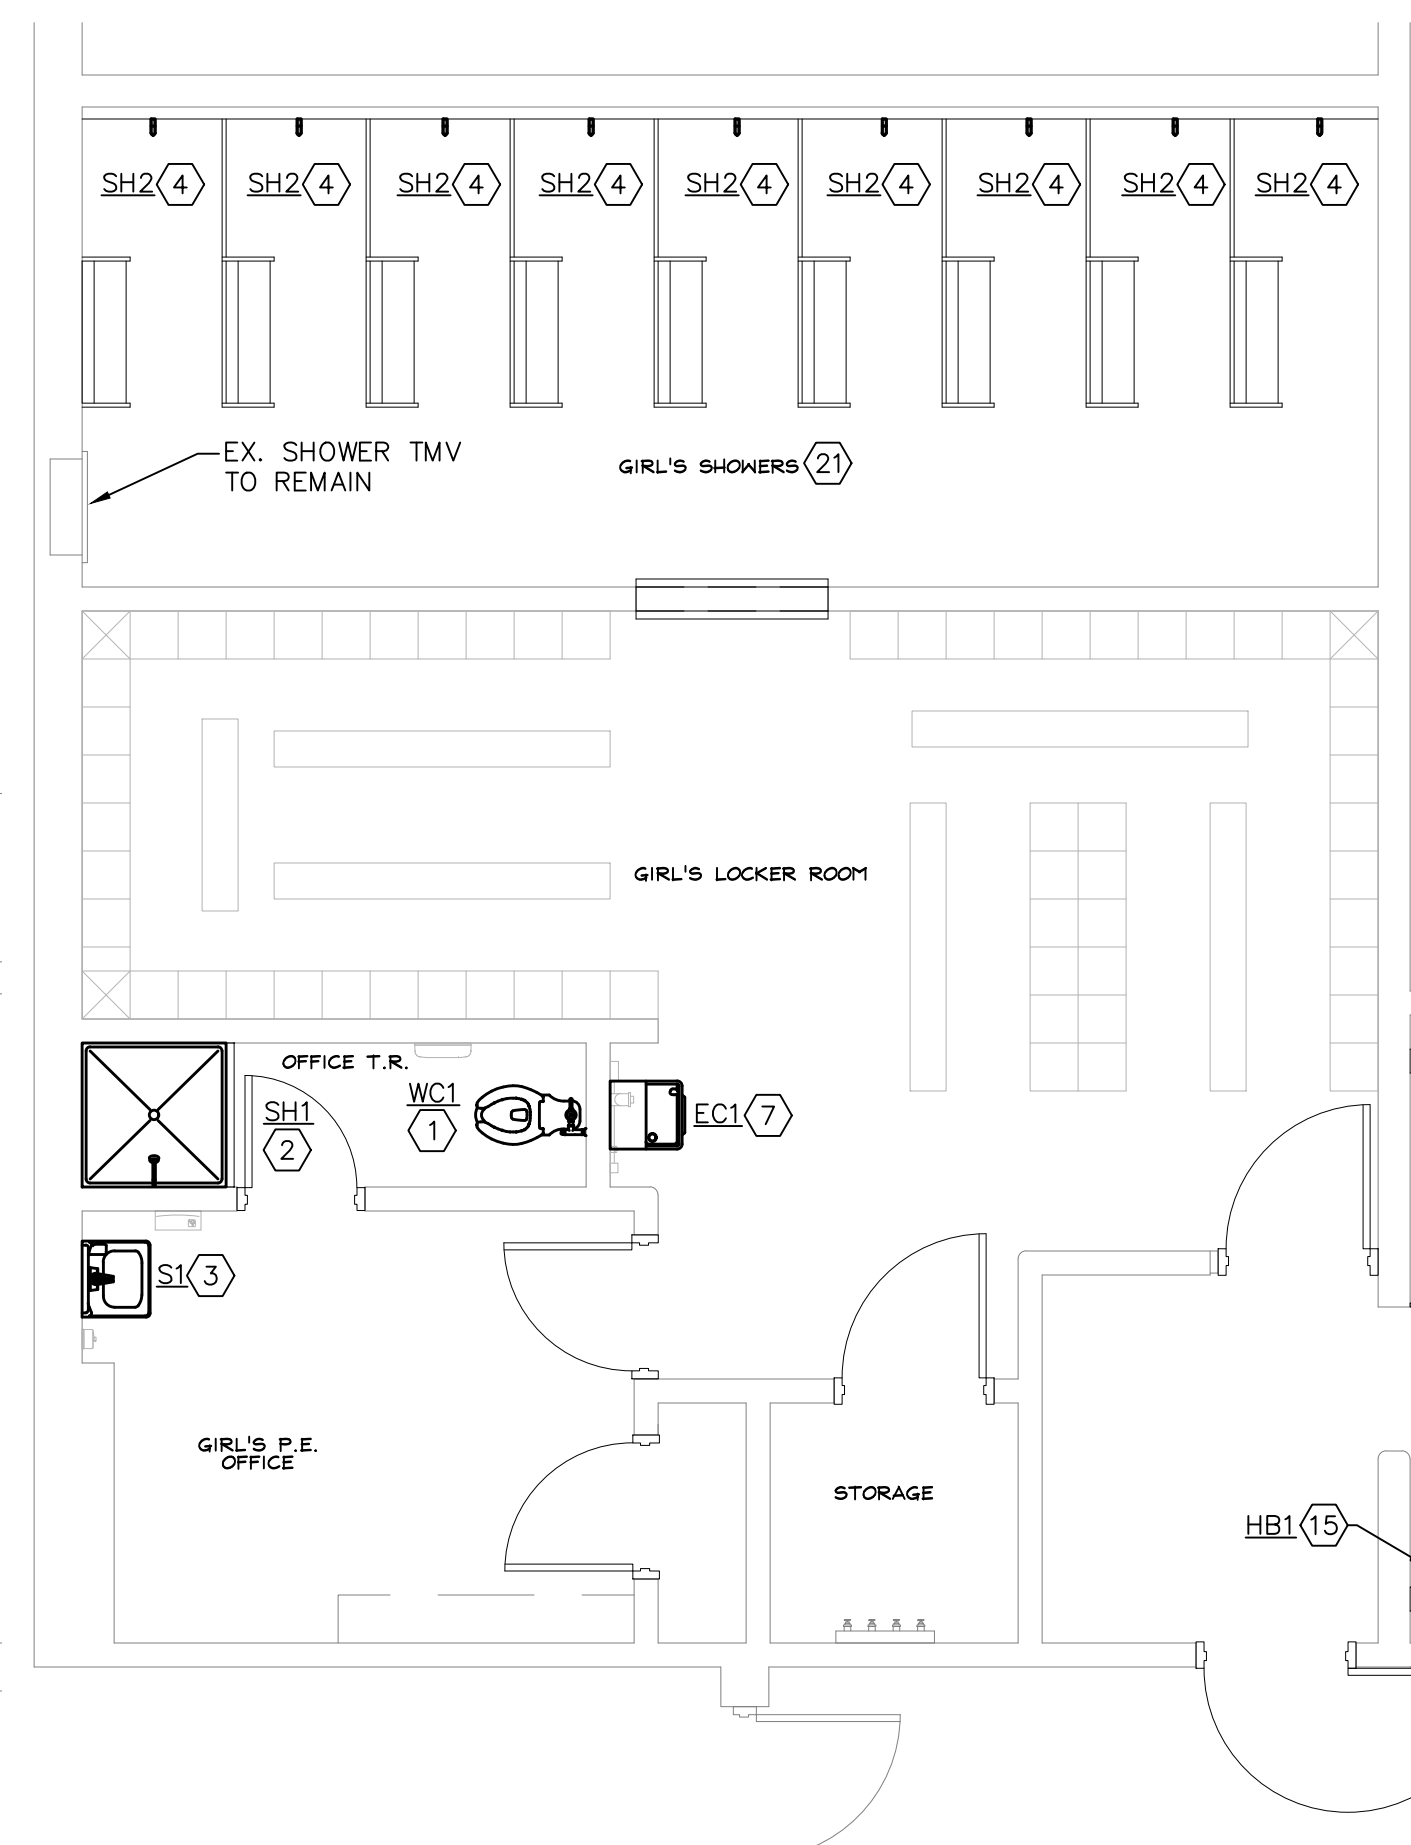 SH2 4 SH2 4 SH2 4 SH2 4 SH2 4 SH2 4 SH2 4 SH2 4 SH2 4
EX. SHOWER TMV
TO REMAIN
GIRL'S SHOWERS 21
GIRL'S LOCKER ROOM
OFFICE T.R.
WC1
1
SH1
2
EC1 7
S1 3
GIRL'S P.E.
OFFICE
STORAGE
HB1 15